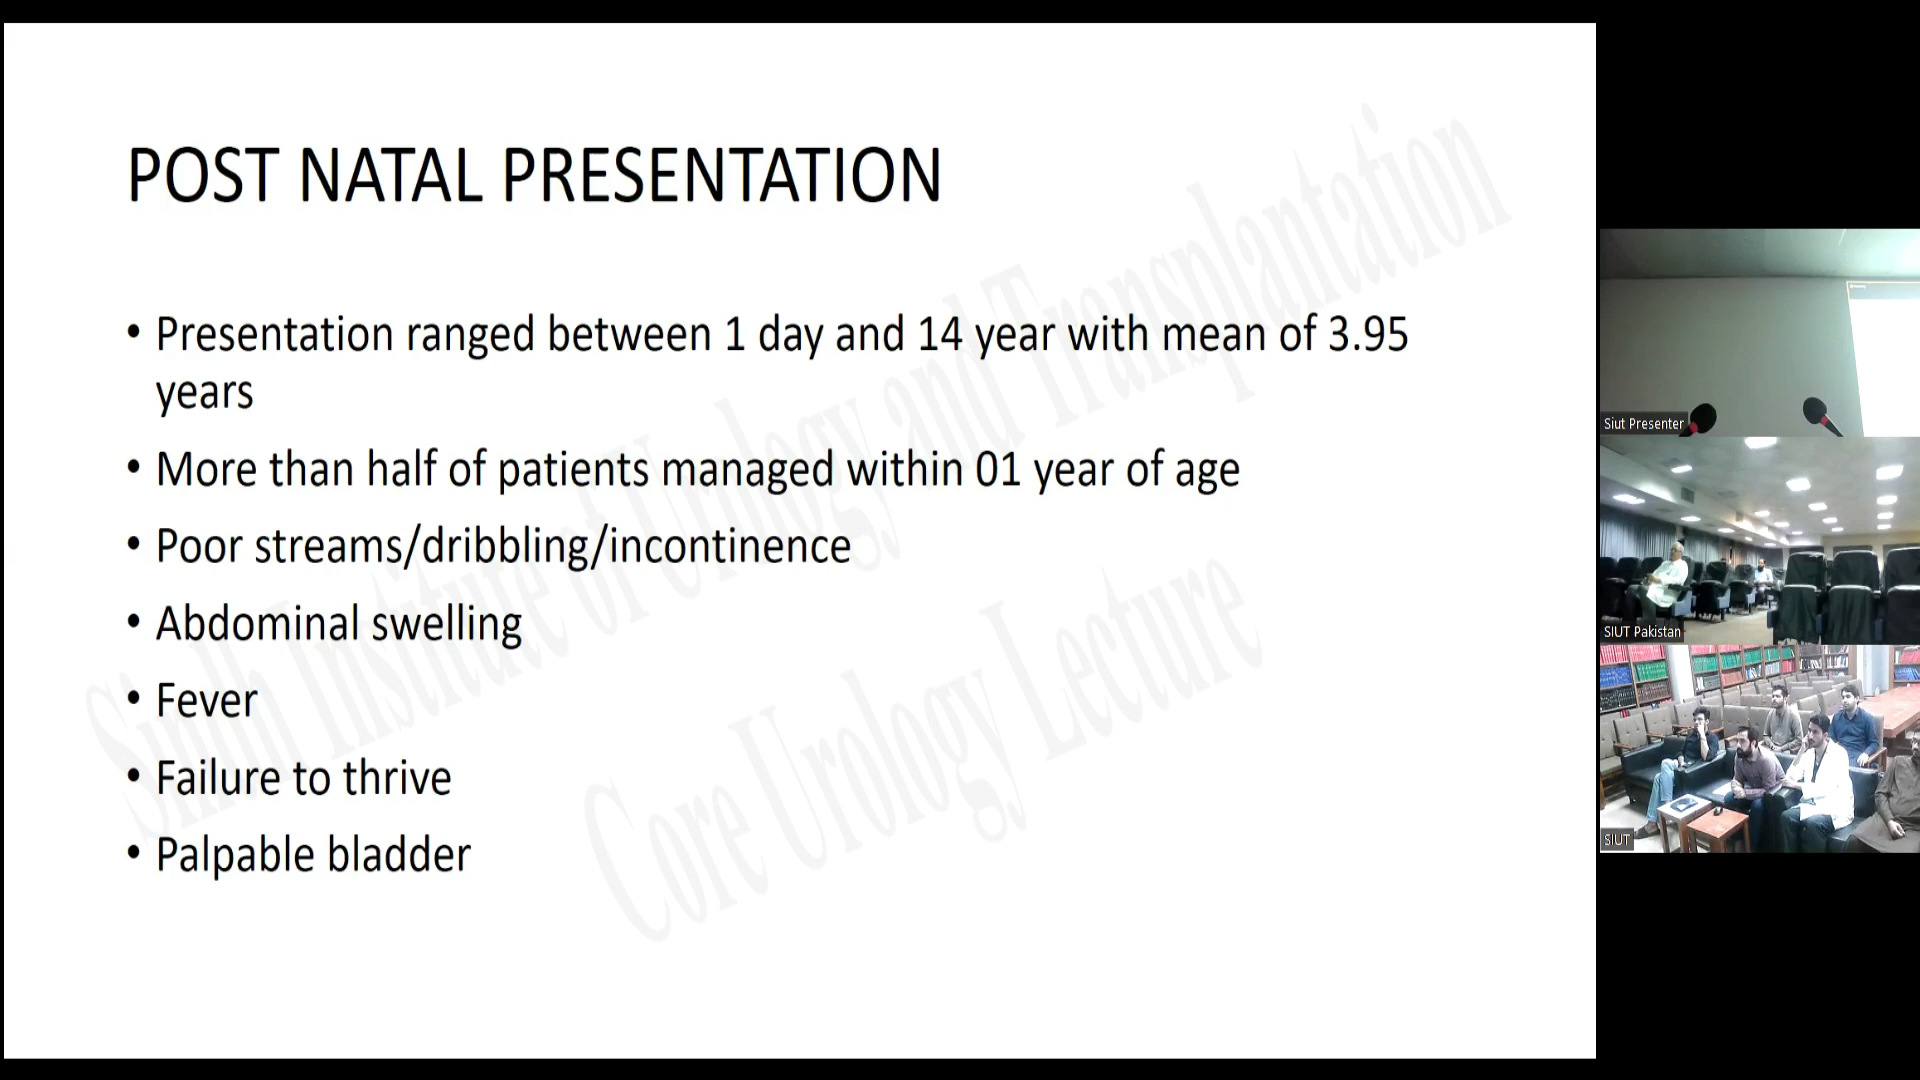 POST NATAL PRESENTATION
• Presentation ranged between 1 day and 14 year with mean of 3.95
years
• More than half of patients managed within 01 year of age
• Poor streams/dribbling/incontinence
• Abdominal swelling
• Fever
• Failure to thrive
• Palpable bladder
Sindh Institute of Urology and Transplantation
Core Urology Lecture
Siut Presenter
SIUT Pakistan
SIUT